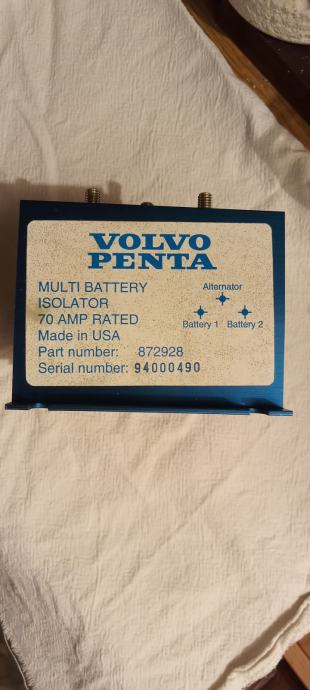 VOLVO
PENTA
MULTI BATTERY
ISOLATOR
70 AMP RATED
Made in USA
Part number: 872928
Serial number: 94000490
Alternator
Battery 1 Battery 2